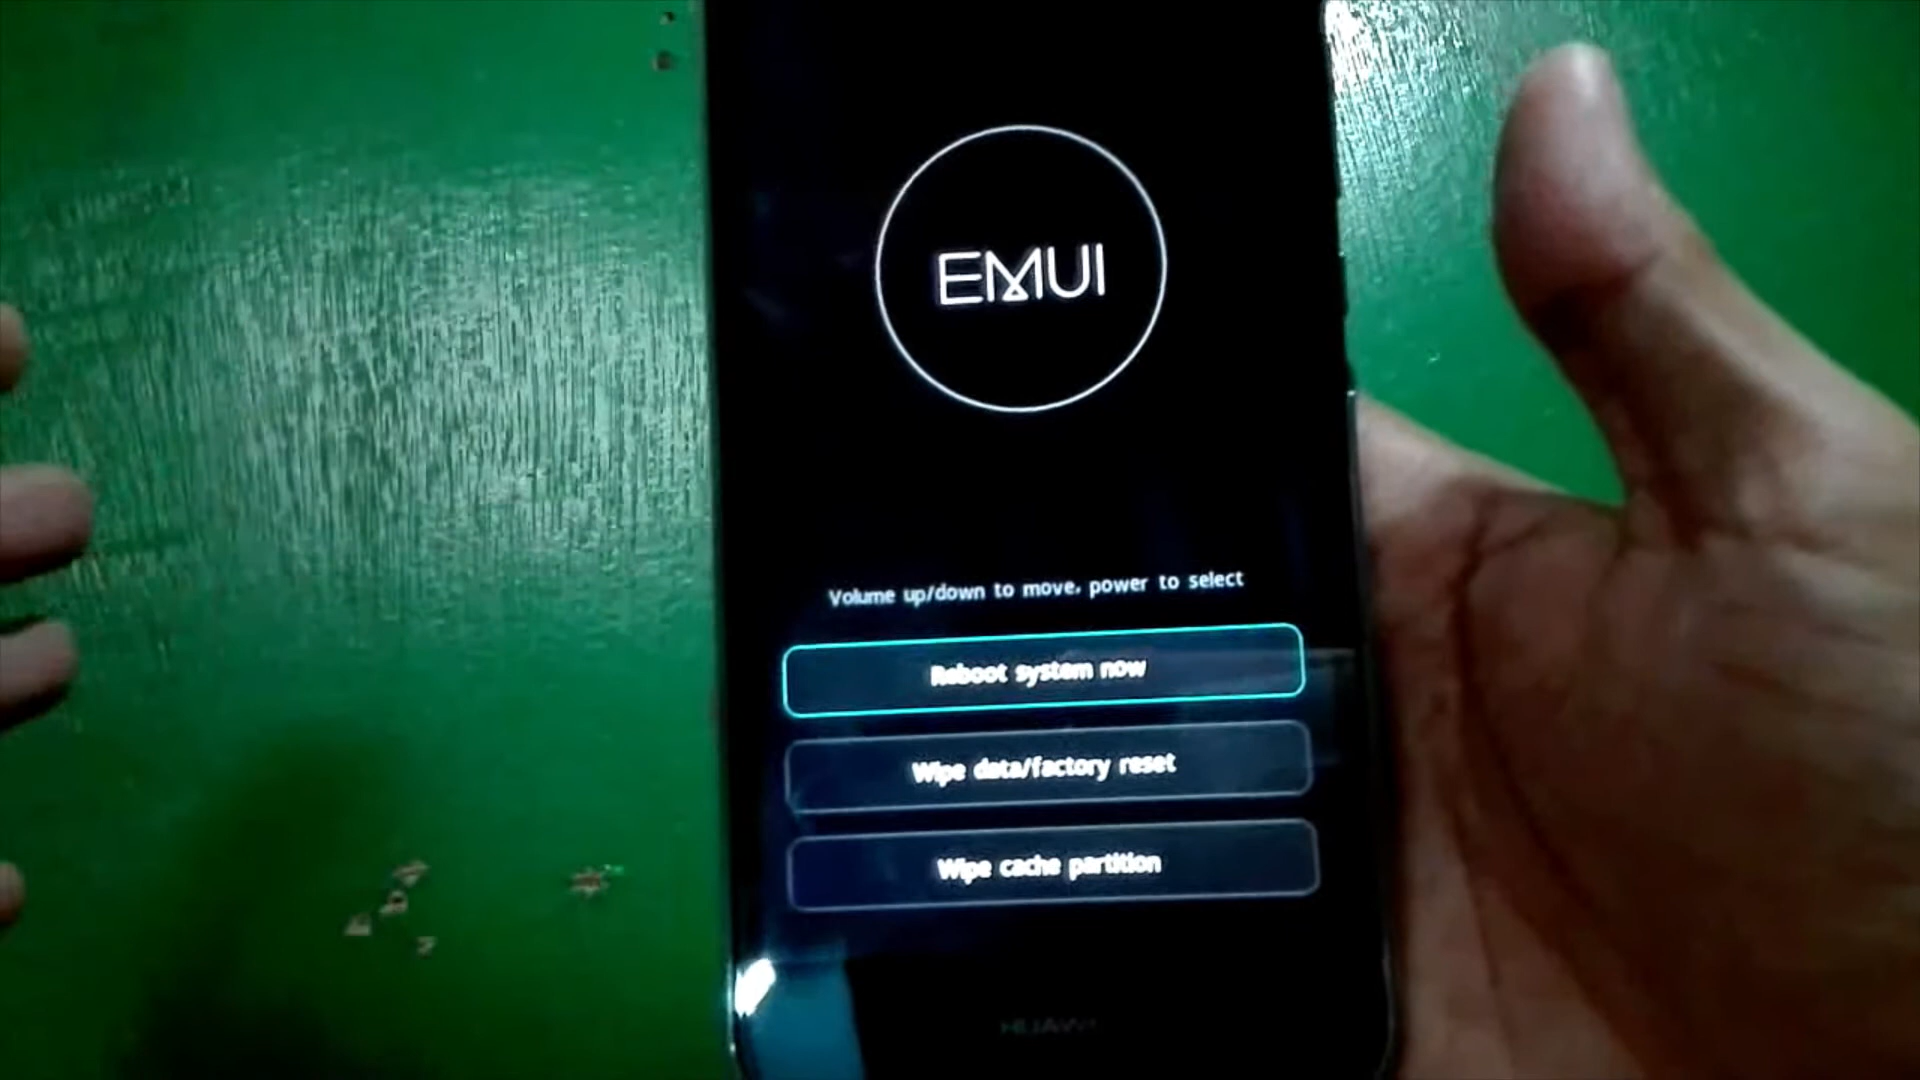 EMUI
Volume up/down to move, power to select
Reboot system now
Wipe data/factory reset
Wipe cache partition
HUAWEI